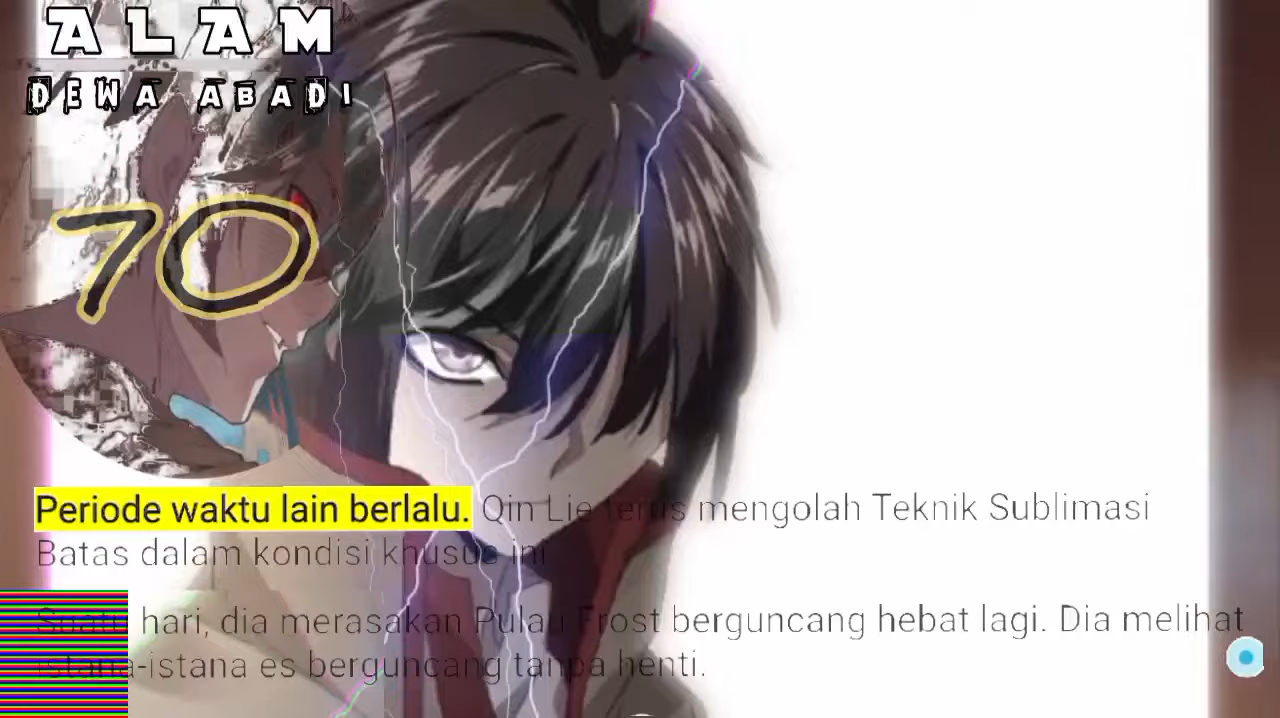 ALAM
DEWA ABADI
70
Periode waktu lain berlalu. Qin Lie terus mengolah Teknik Sublimasi
Batas dalam kondisi khusus ini
Suatu hari, dia merasakan Pulau Frost berguncang hebat lagi. Dia melihat
istana-istana es berguncang tanpa henti.